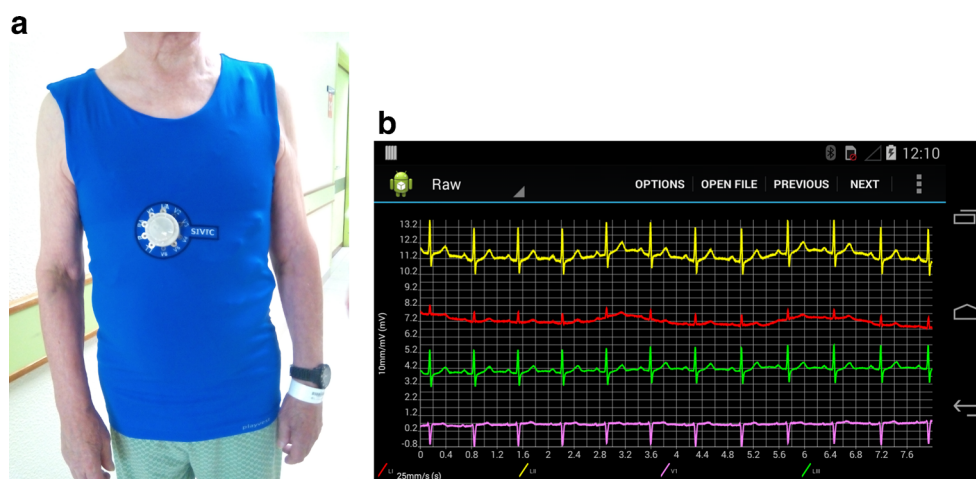 a
SIVIC
b
12:10
Raw
OPTIONS
OPEN FILE
PREVIOUS
NEXT
10mm/mV (mV)
13.2
12.2
11.2
10.2
9.2
8.2
7.2
6.2
5.2
4.2
3.2
2.2
1.2
0.2
-0.8
0 0.4 0.8 1.2 1.6 2 2.4 2.8 3.2 3.6 4 4.4 4.8 5.2 5.6 6 6.4 6.8 7.2 7.6
LI LII V1 LIII
25mm/s (s)